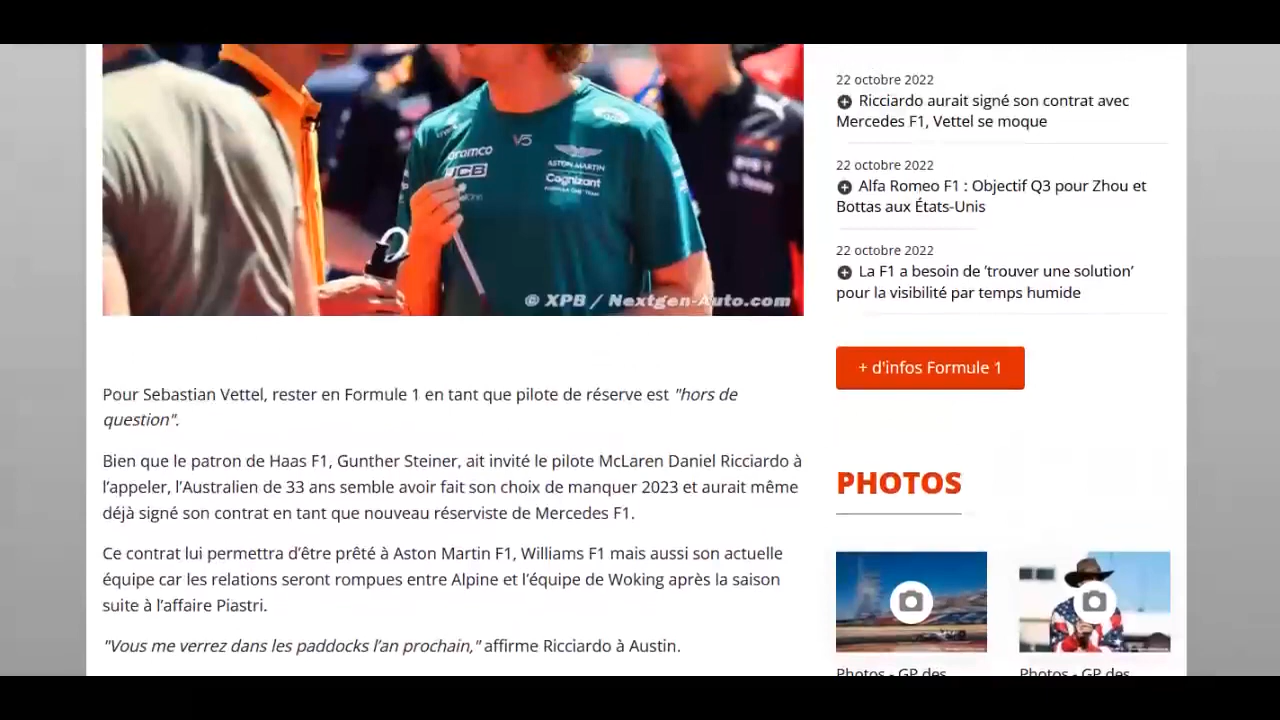 aramco
V5
JCB
ASTON MARTIN
Cognizant
© XPB / Nextgen-Auto.com
Pour Sebastian Vettel, rester en Formule 1 en tant que pilote de réserve est "hors de
question".
Bien que le patron de Haas F1, Gunther Steiner, ait invité le pilote McLaren Daniel Ricciardo à
l’appeler, l’Australien de 33 ans semble avoir fait son choix de manquer 2023 et aurait même
déjà signé son contrat en tant que nouveau réserviste de Mercedes F1.
Ce contrat lui permettra d’être prêté à Aston Martin F1, Williams F1 mais aussi son actuelle
équipe car les relations seront rompues entre Alpine et l’équipe de Woking après la saison
suite à l’affaire Piastri.
"Vous me verrez dans les paddocks l’an prochain," affirme Ricciardo à Austin.
22 octobre 2022
Ricciardo aurait signé son contrat avec
Mercedes F1, Vettel se moque
22 octobre 2022
Alfa Romeo F1 : Objectif Q3 pour Zhou et
Bottas aux États-Unis
22 octobre 2022
La F1 a besoin de ’trouver une solution’
pour la visibilité par temps humide
+ d'infos Formule 1
PHOTOS
Photos - GP des
Photos - GP des